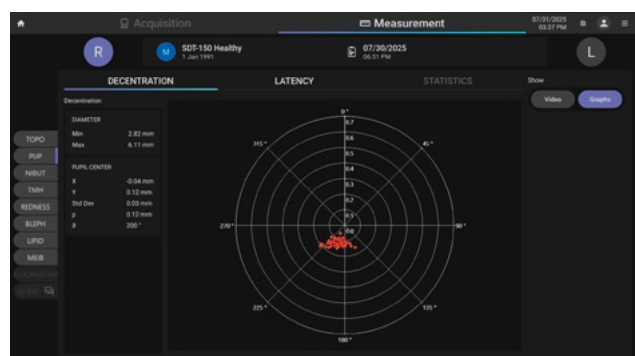 Acquisition
Measurement
07/31/2025
03:37 PM
R
M
SDT-150 Healthy
1 Jan 1991
07/30/2025
06:51 PM
L
DECENTRATION
LATENCY
STATISTICS
Show
Video
Graphs
Decentration
DIAMETER
Min 2.82 mm
Max 6.11 mm
PUPIL CENTER
X -0.04 mm
Y 0.12 mm
Std Dev 0.03 mm
ρ 0.12 mm
200 °
TOPO
PUP
NIBUT
TMH
REDNESS
BLEPH
LIPID
MEIB
0°
0.7
0.6
0.5
0.4
0.3
0.2
0.1
0.0
315 °
45 °
270 °
90 °
225 °
135 °
180 °